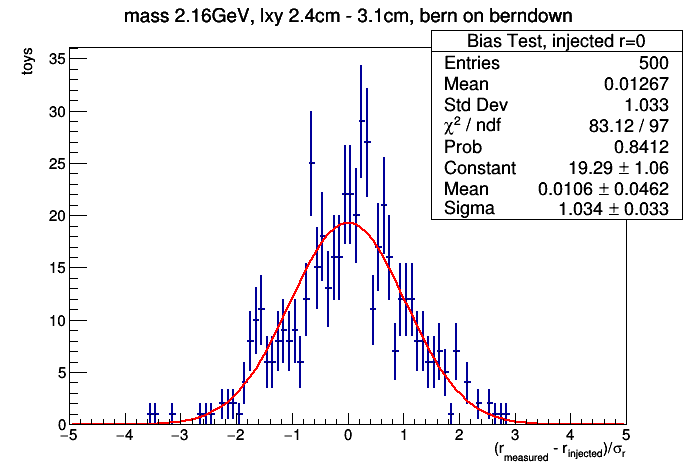 mass 2.16GeV, lxy 2.4cm - 3.1cm, bern on berndown
Bias Test, injected r=0
Entries 500
Mean 0.01267
Std Dev 1.033
χ² / ndf 83.12 / 97
Prob 0.8412
Constant 19.29 ± 1.06
Mean 0.0106 ± 0.0462
Sigma 1.034 ± 0.033
toys
35
30
25
20
15
10
5
0
−5 −4 −3 −2 −1 0 1 2 3 4 5
(r_measured - r_injected)/σ_r